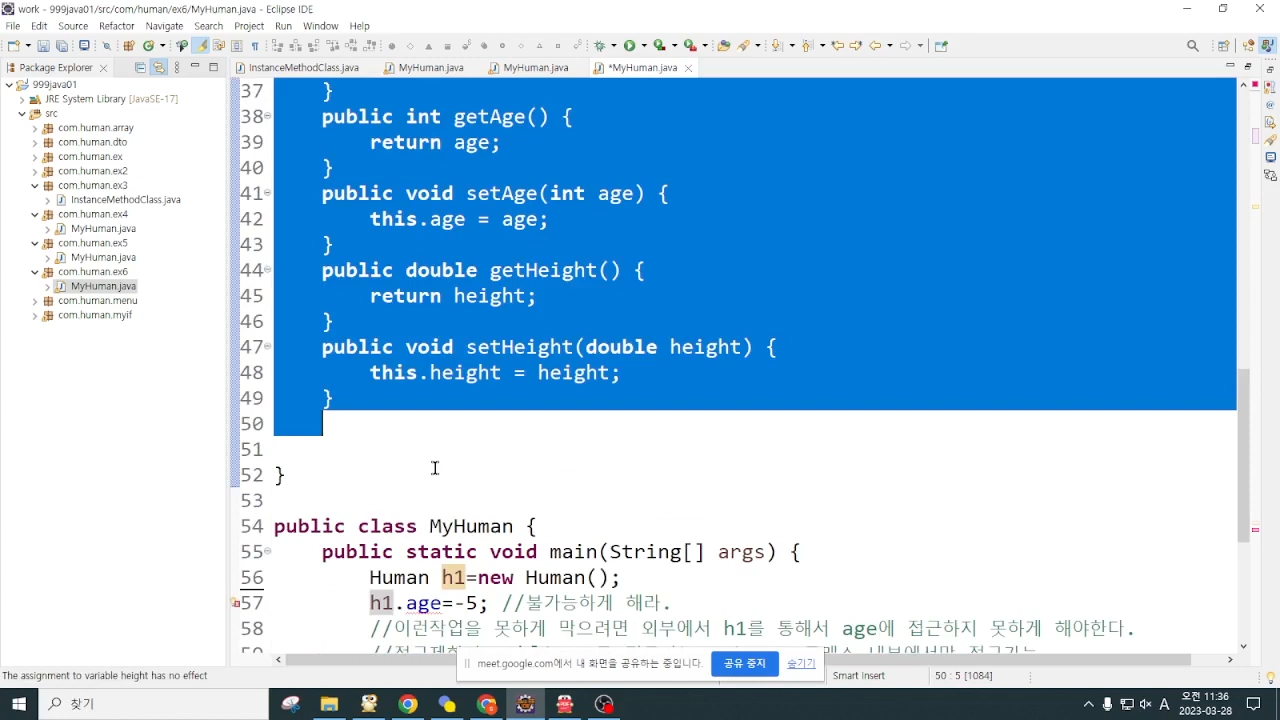 work - 999java01/src/com/human/ex6/MyHuman.java - Eclipse IDE
File Edit Source Refactor Navigate Search Project Run Window Help
Package Explorer
InstanceMethodClass.java MyHuman.java MyHuman.java *MyHuman.java
999java01
JRE System Library [JavaSE-17]
src
com.human.array
com.human.dto
com.human.ex
com.human.ex2
com.human.ex3
InstanceMethodClass.java
com.human.ex4
MyHuman.java
com.human.ex5
MyHuman.java
com.human.ex6
MyHuman.java
com.human.menu
com.human.myif
37 }
38 public int getAge() {
39 return age;
40 }
41 public void setAge(int age) {
42 this.age = age;
43 }
44 public double getHeight() {
45 return height;
46 }
47 public void setHeight(double height) {
48 this.height = height;
49 }
50
51
52 }
53
54 public class MyHuman {
55 public static void main(String[] args) {
56 Human h1=new Human();
57 h1.age=-5; //불가능하게 해라.
58 //이런작업을 못하게 막으려면 외부에서 h1를 통해서 age에 접근하지 못하게 해야한다.
meet.google.com에서 내 화면을 공유하는 중입니다. 공유 중지 숨기기
The assignment to variable height has no effect Smart Insert 50 : 5 [1084]
찾기
A 오전 11:36
2023-03-28